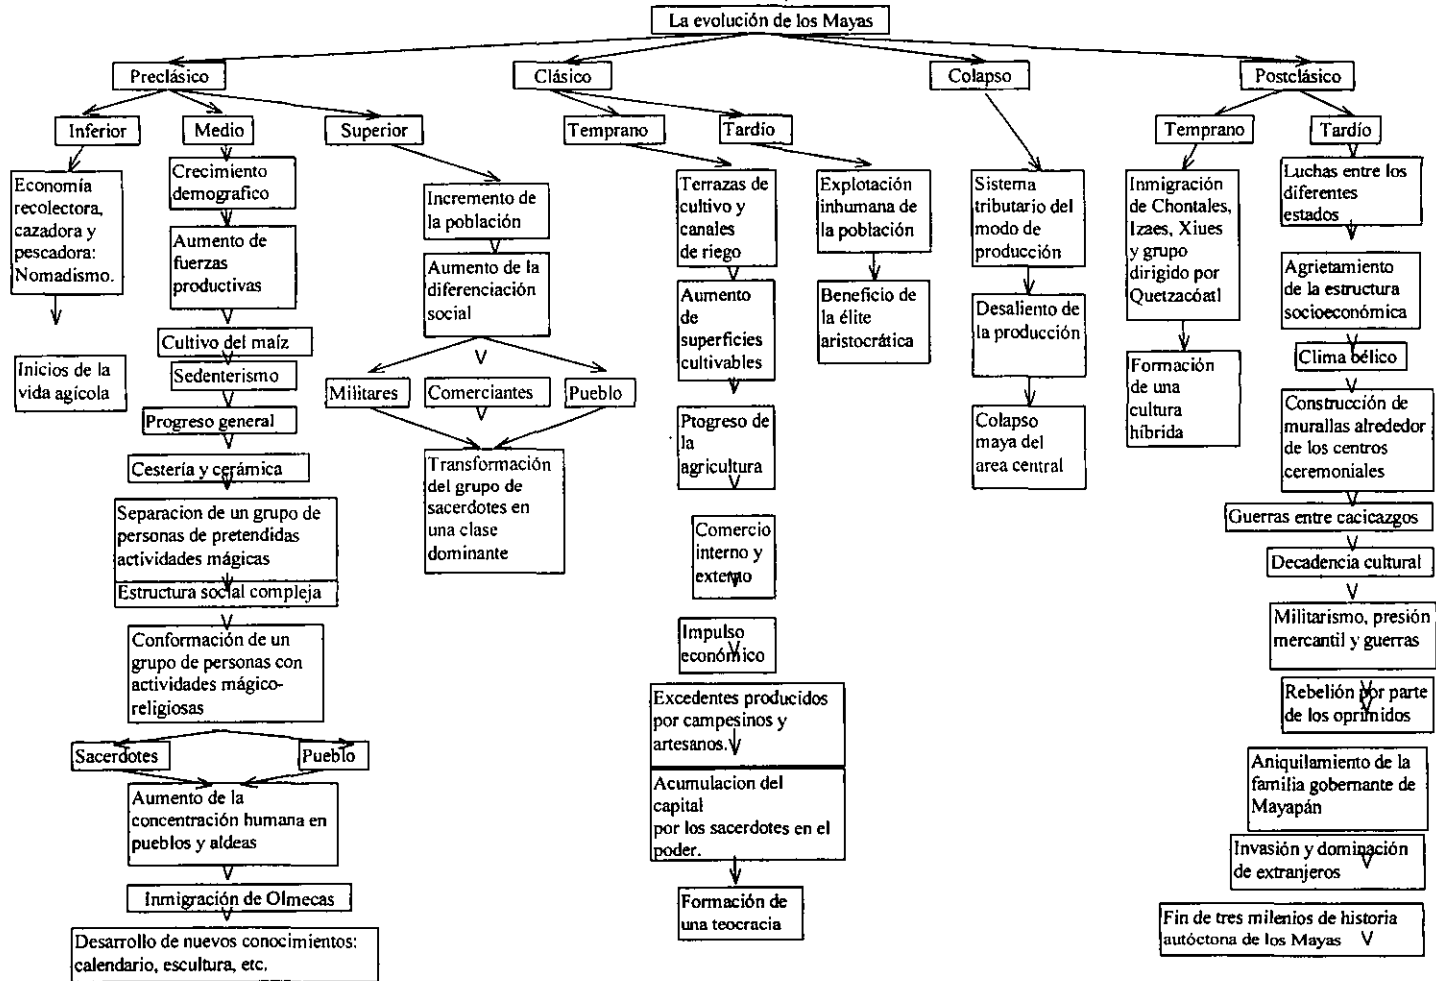 La evolución de los Mayas
Preclásico
Clásico
Colapso
Postclásico
Inferior
Medio
Superior
Temprano
Tardío
Temprano
Tardío
Economía
recolectora,
cazadora y
pescadora:
Nomadismo.
Inicios de la
vida agícola
Crecimiento
demografico
Aumento de
fuerzas
productivas
Cultivo del maíz
Sedenterismo
Progreso general
Cestería y cerámica
Separacion de un grupo de
personas de pretendidas
actividades mágicas
Estructura social compleja
Conformación de un
grupo de personas con
actividades mágico-
religiosas
Sacerdotes
Pueblo
Aumento de la
concentración humana en
pueblos y aldeas
Inmigración de Olmecas
Desarrollo de nuevos conocimientos:
calendario, escultura, etc.
Incremento de
la población
Aumento de la
diferenciación
social
Militares
Comerciantes
Pueblo
Transformación
del grupo de
sacerdotes en
una clase
dominante
Terrazas de
cultivo y
canales
de riego
Aumento
de
superficies
cultivables
Ptogreso de
la
agricultura
Comercio
interno y
externo
Impulso
económico
Excedentes producidos
por campesinos y
artesanos.
Acumulacion del
capital
por los sacerdotes en el
poder.
Formación de
una teocracia
Explotación
inhumana de
la población
Beneficio de
la élite
aristocrática
Sistema
tributario del
modo de
producción
Desaliento de
la producción
Colapso
maya del
area central
Inmigración
de Chontales,
Izaes, Xiues
y grupo
dirigido por
Quetzacóatl
Formación
de una
cultura
híbrida
Luchas entre los
diferentes
estados
Agrietamiento
de la estructura
socioeconómica
Clima bélico
Construcción de
murallas alrededor
de los centros
ceremoniales
Guerras entre cacicazgos
Decadencia cultural
Militarismo, presión
mercantil y guerras
Rebelión por parte
de los oprimidos
Aniquilamiento de la
familia gobernante de
Mayapán
Invasión y dominación
de extranjeros
Fin de tres milenios de historia
autóctona de los Mayas